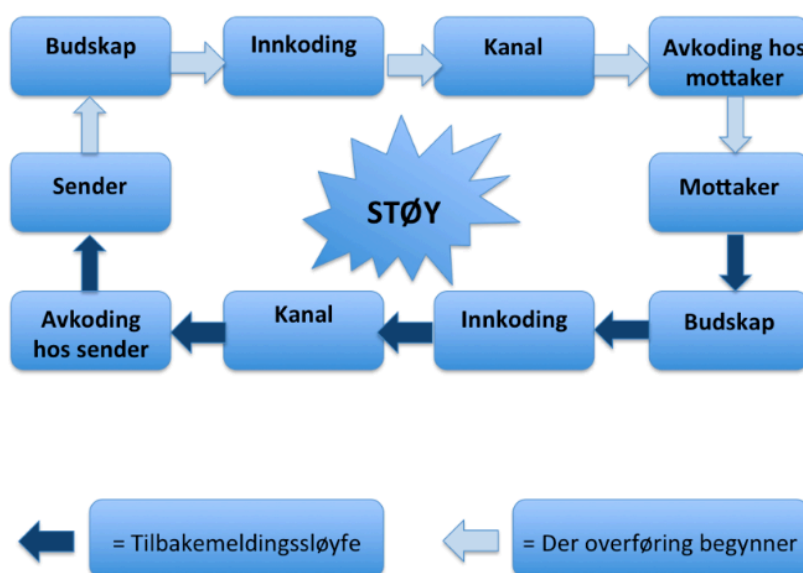 Budskap
Innkoding
Kanal
Avkoding hos
mottaker
Sender
STØY
Mottaker
Avkoding
hos sender
Kanal
Innkoding
Budskap
= Tilbakemeldingssløyfe
= Der overføring begynner